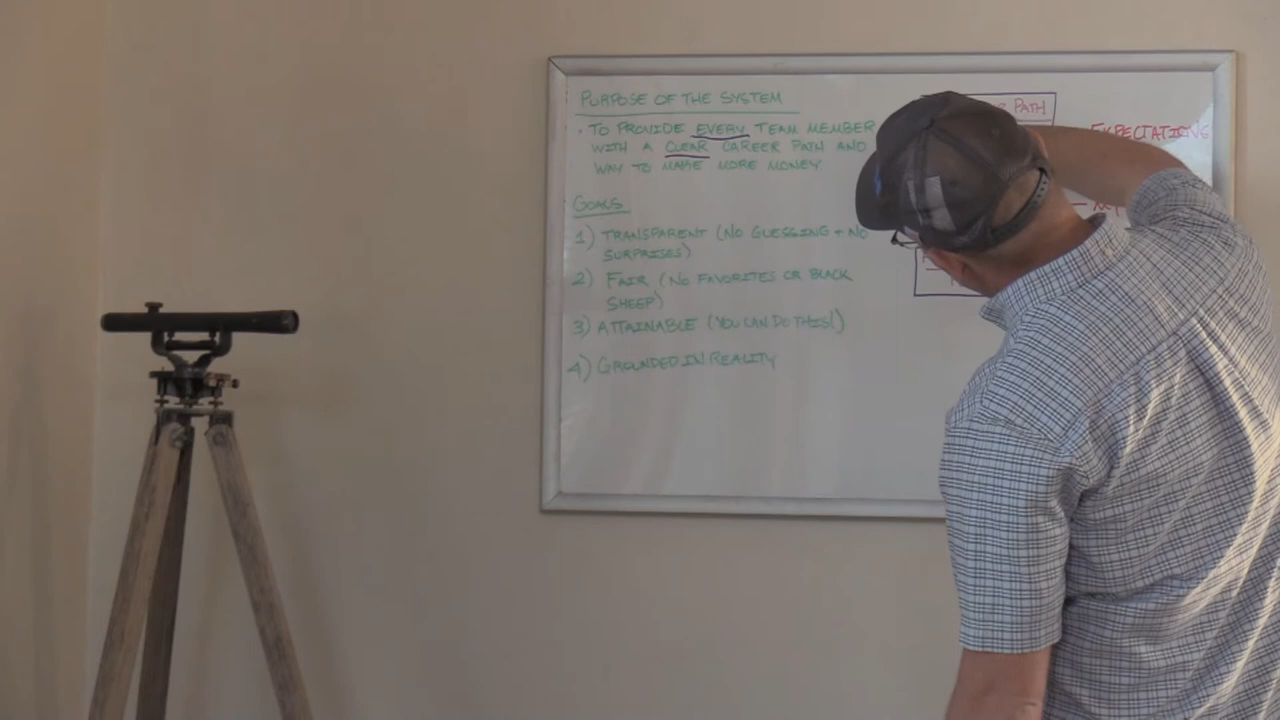 PURPOSE OF THE SYSTEM
• TO PROVIDE EVERY TEAM MEMBER
WITH A CLEAR CAREER PATH AND
WAY TO MAKE MORE MONEY
GOALS
1) TRANSPARENT (NO GUESSING + NO
SURPRISES)
2) FAIR (NO FAVORITES OR BLACK
SHEEP)
3) ATTAINABLE (YOU CAN DO THIS!)
4) GROUNDED IN REALITY
PATH
EXPECTATIONS